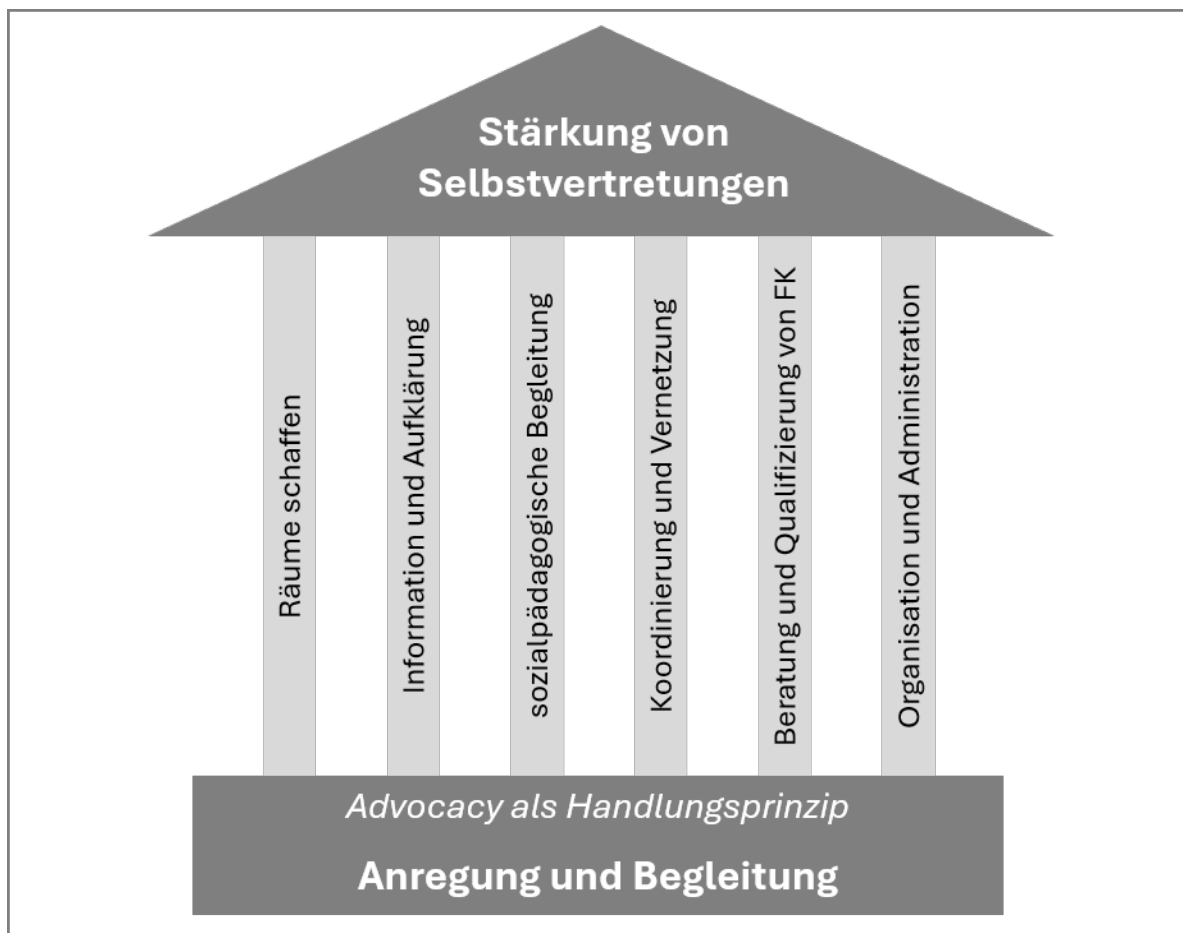 Stärkung von
Selbstvertretungen
Räume schaffen
Information und Aufklärung
sozialpädagogische Begleitung
Koordinierung und Vernetzung
Beratung und Qualifizierung von FK
Organisation und Administration
Advocacy als Handlungsprinzip
Anregung und Begleitung